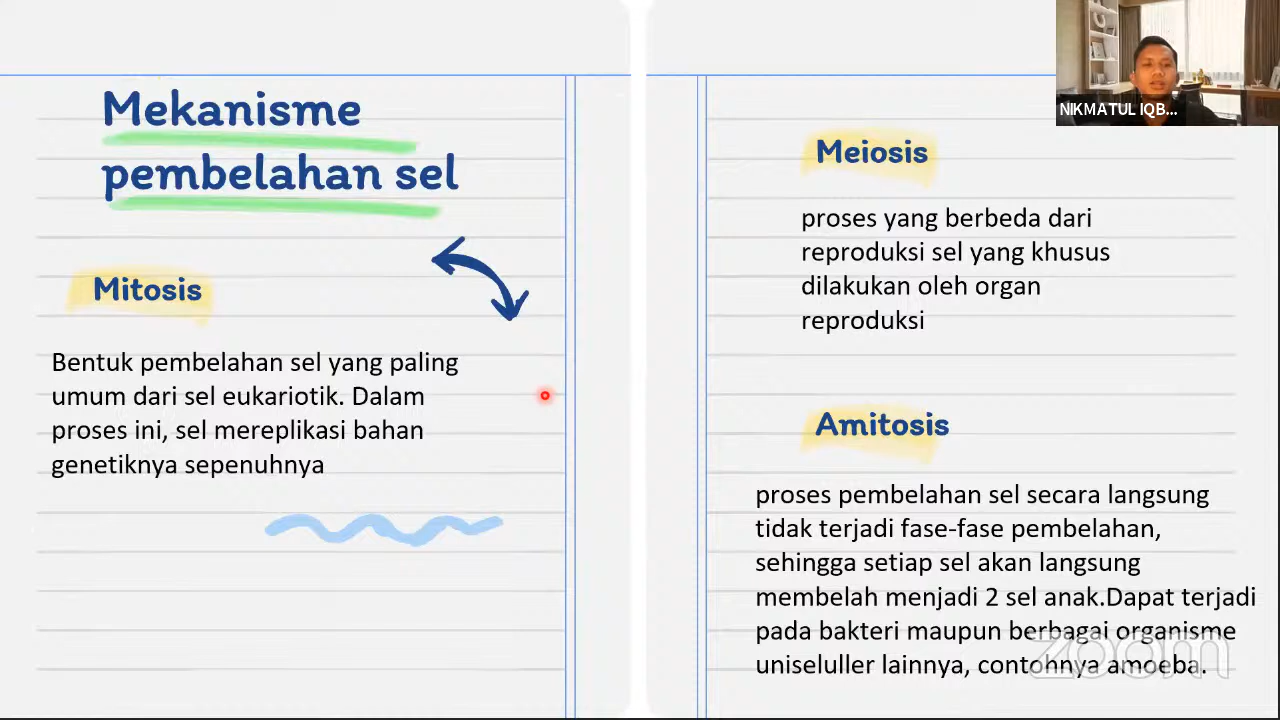 Mekanisme
pembelahan sel
Mitosis
Bentuk pembelahan sel yang paling
umum dari sel eukariotik. Dalam
proses ini, sel mereplikasi bahan
genetiknya sepenuhnya
NIKMATUL IQB...
Meiosis
proses yang berbeda dari
reproduksi sel yang khusus
dilakukan oleh organ
reproduksi
Amitosis
proses pembelahan sel secara langsung
tidak terjadi fase-fase pembelahan,
sehingga setiap sel akan langsung
membelah menjadi 2 sel anak.Dapat terjadi
pada bakteri maupun berbagai organisme
uniseluller lainnya, contohnya amoeba.
zoom